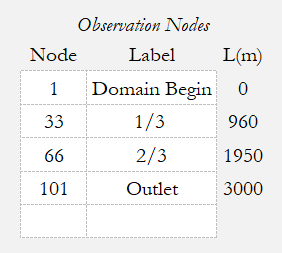 Observation Nodes
Node Label L(m)
1 Domain Begin 0
33 1/3 960
66 2/3 1950
101 Outlet 3000